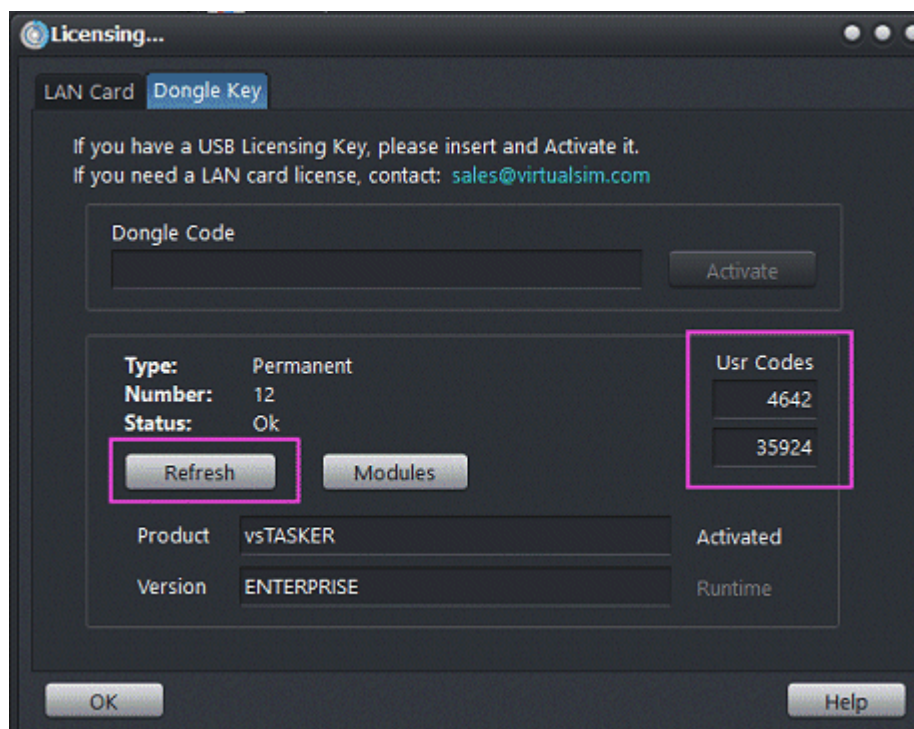 Licensing...
LAN Card Dongle Key
If you have a USB Licensing Key, please insert and Activate it.
If you need a LAN card license, contact: sales@virtualsim.com
Dongle Code
Activate
Type: Permanent
Number: 12
Status: Ok
Usr Codes
4642
35924
Refresh Modules
Product vsTASKER Activated
Version ENTERPRISE Runtime
OK Help